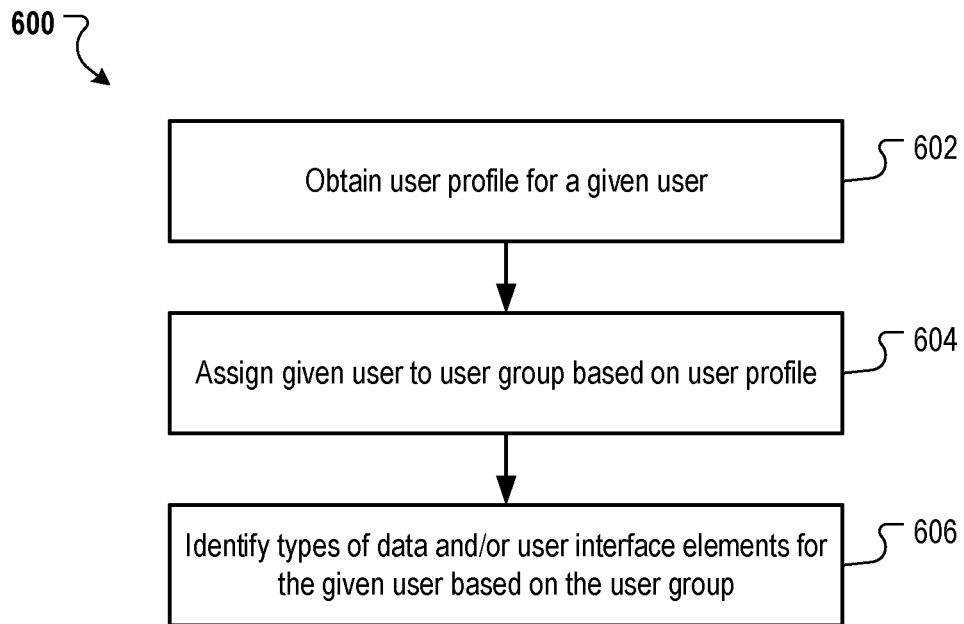 600
Obtain user profile for a given user
602
Assign given user to user group based on user profile
604
Identify types of data and/or user interface elements for
the given user based on the user group
606